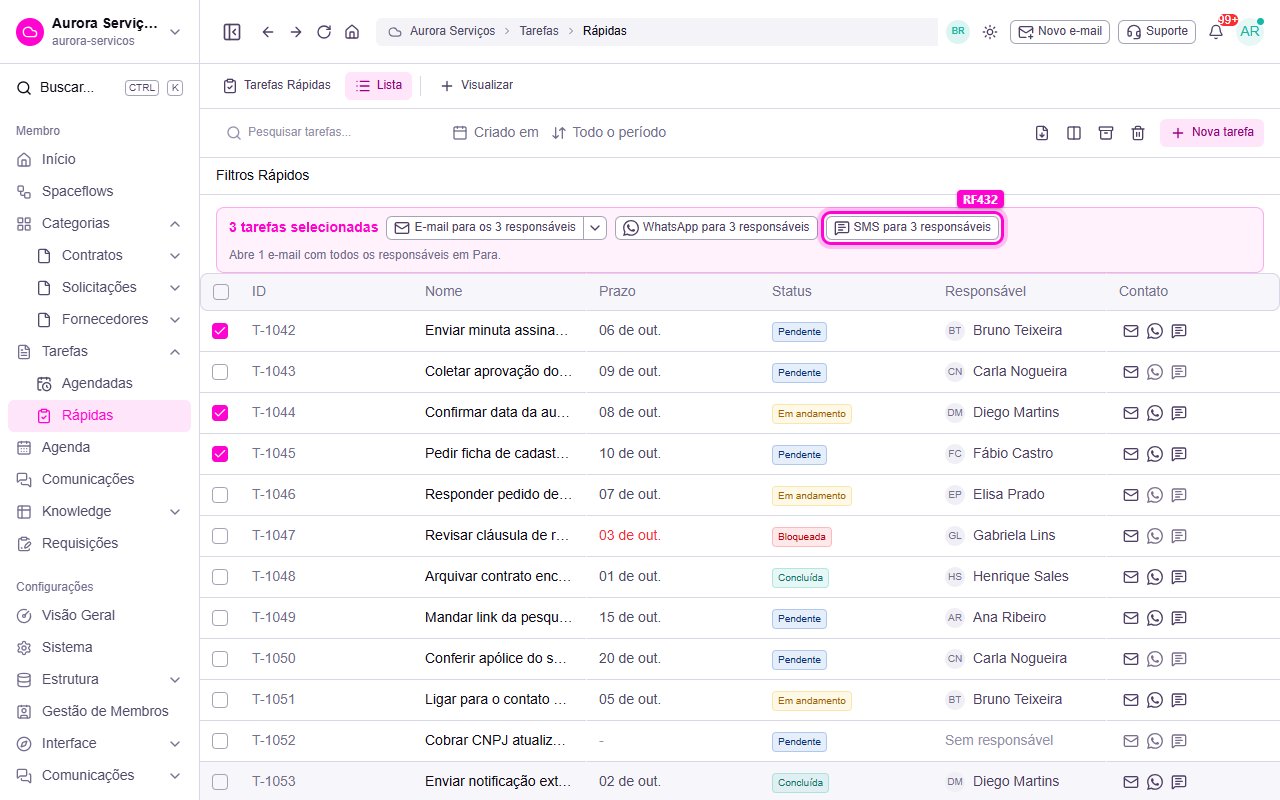 Aurora Serviç...
aurora-servicos
Aurora Serviços > Tarefas > Rápidas
BR
Novo e-mail
Suporte
99+
AR
Buscar... CTRL K
Tarefas Rápidas
Lista
Visualizar
Pesquisar tarefas...
Criado em
Todo o período
Nova tarefa
Filtros Rápidos
Membro
Início
Spaceflows
Categorias
Contratos
Solicitações
Fornecedores
Tarefas
Agendadas
Rápidas
Agenda
Comunicações
Knowledge
Requisições
Configurações
Visão Geral
Sistema
Estrutura
Gestão de Membros
Interface
Comunicações
RF432
3 tarefas selecionadas E-mail para os 3 responsáveis WhatsApp para 3 responsáveis SMS para 3 responsáveis
Abre 1 e-mail com todos os responsáveis em Para.
ID Nome Prazo Status Responsável Contato
T-1042 Enviar minuta assina... 06 de out. Pendente BT Bruno Teixeira
T-1043 Coletar aprovação do... 09 de out. Pendente CN Carla Nogueira
T-1044 Confirmar data da au... 08 de out. Em andamento DM Diego Martins
T-1045 Pedir ficha de cadast... 10 de out. Pendente FC Fábio Castro
T-1046 Responder pedido de... 07 de out. Em andamento EP Elisa Prado
T-1047 Revisar cláusula de r... 03 de out. Bloqueada GL Gabriela Lins
T-1048 Arquivar contrato enc... 01 de out. Concluída HS Henrique Sales
T-1049 Mandar link da pesqu... 15 de out. Pendente AR Ana Ribeiro
T-1050 Conferir apólice do s... 20 de out. Pendente CN Carla Nogueira
T-1051 Ligar para o contato ... 05 de out. Em andamento BT Bruno Teixeira
T-1052 Cobrar CNPJ atualiz... - Pendente Sem responsável
T-1053 Enviar notificação ext... 02 de out. Concluída DM Diego Martins